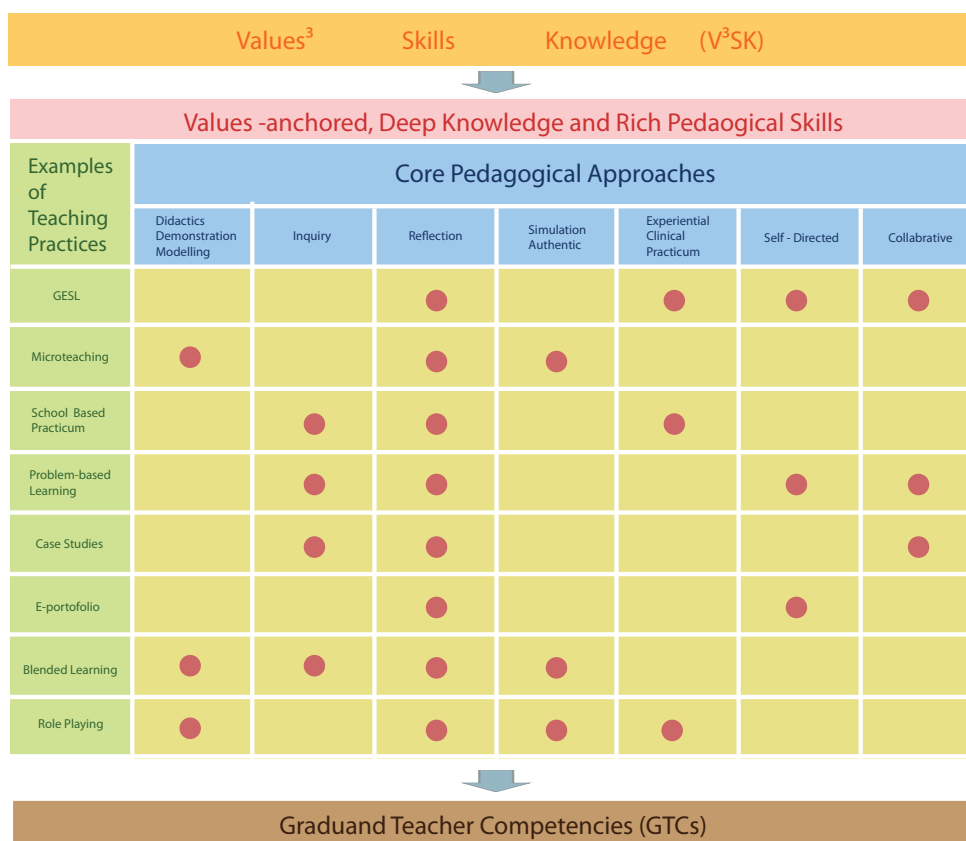 Values³ Skills Knowledge (V³SK)
Values -anchored, Deep Knowledge and Rich Pedaogical Skills
Examples
of
Teaching
Practices
Core Pedagogical Approaches
Didactics
Demonstration
Modelling
Inquiry
Reflection
Simulation
Authentic
Experiential
Clinical
Practicum
Self - Directed
Collabrative
GESL
Microteaching
School Based
Practicum
Problem-based
Learning
Case Studies
E-portofolio
Blended Learning
Role Playing
Graduand Teacher Competencies (GTCs)